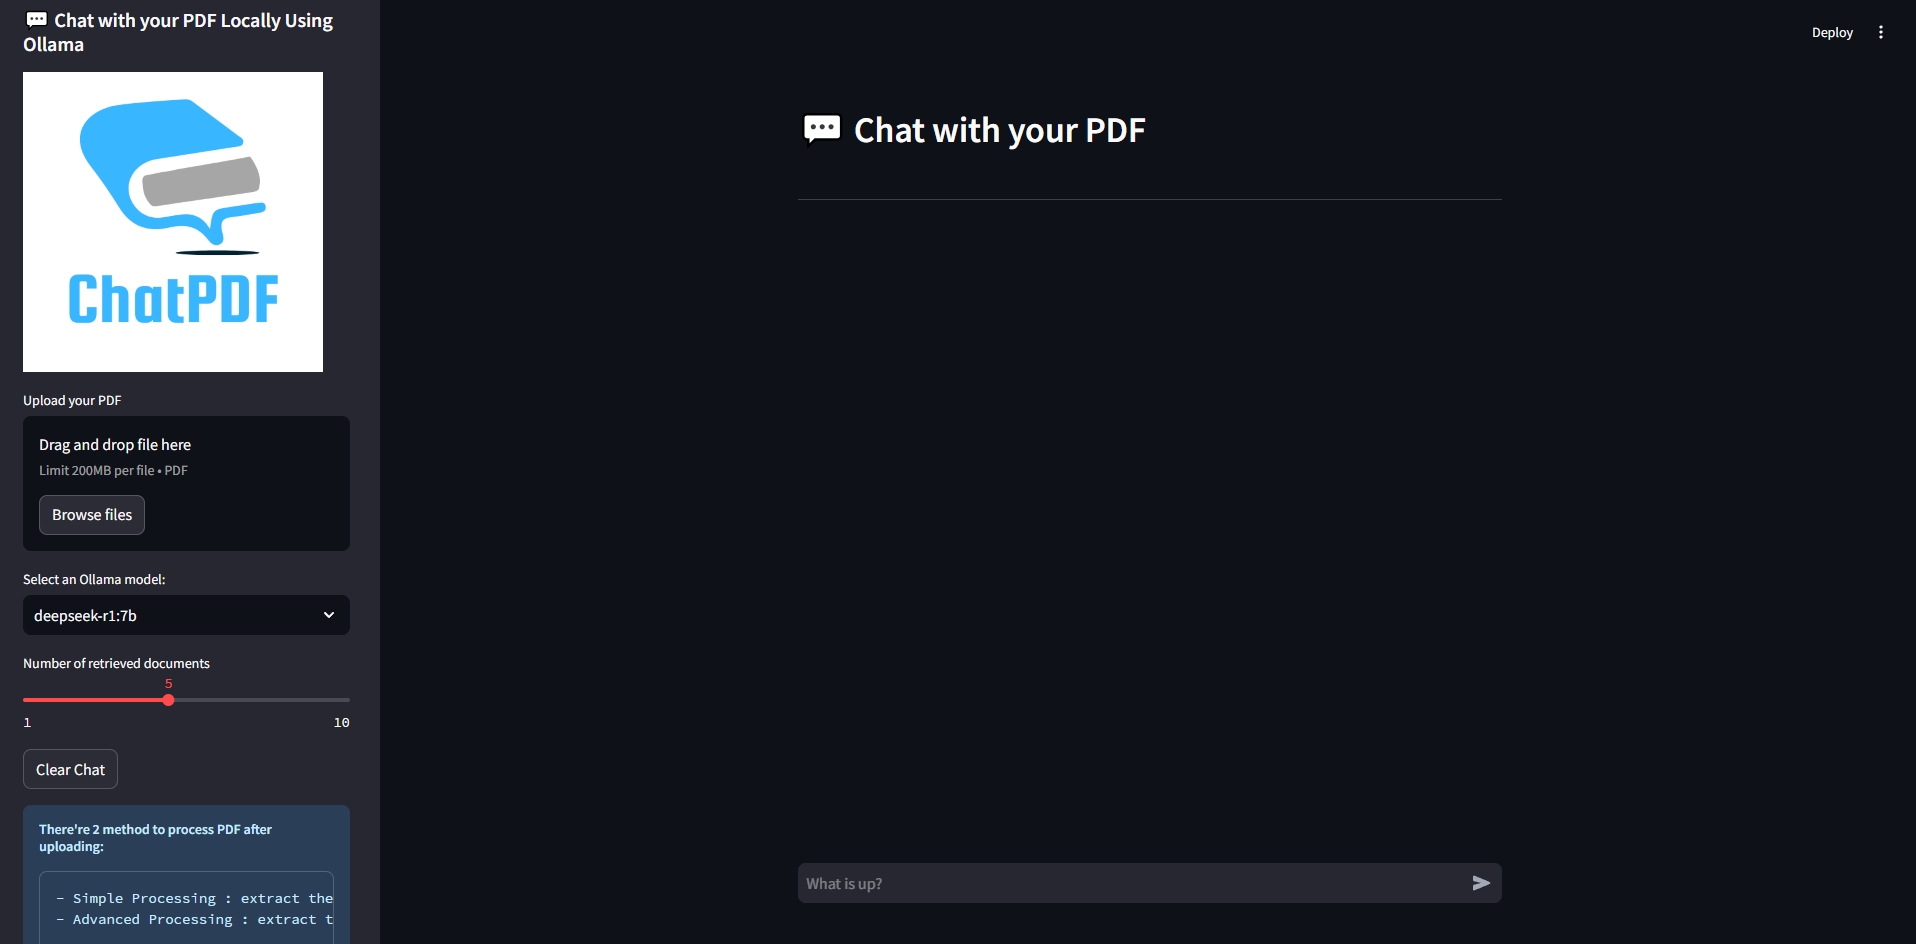 💬 Chat with your PDF Locally Using
Ollama
ChatPDF
Upload your PDF
Drag and drop file here
Limit 200MB per file • PDF
Browse files
Select an Ollama model:
deepseek-r1:7b
Number of retrieved documents
5
1 10
Clear Chat
There're 2 method to process PDF after
uploading:
- Simple Processing : extract the
- Advanced Processing : extract t
Deploy
💬 Chat with your PDF
What is up?